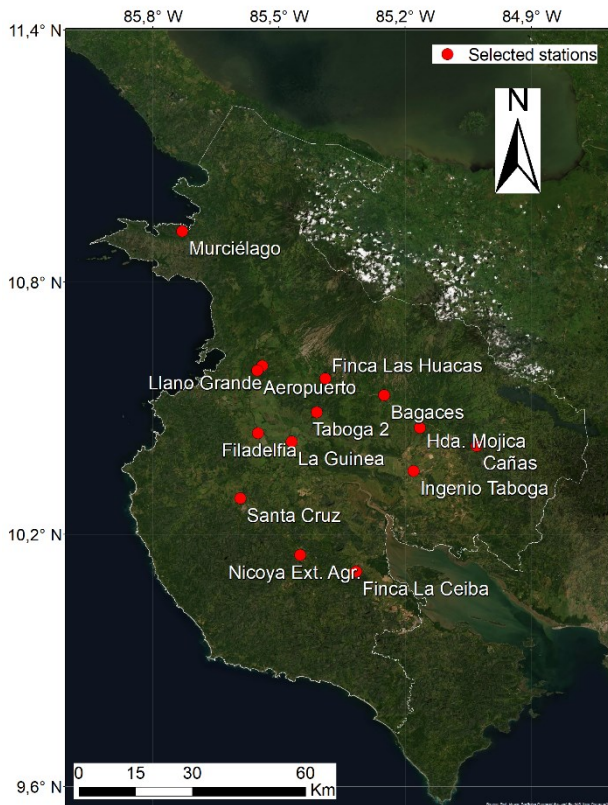 85,8° W
85,5° W
85,2° W
84,9° W
11,4° N
Selected stations
N
Murciélago
10,8° N
Finca Las Huacas
Llano Grande
Aeropuerto
Bagaces
Taboga 2
Hda. Mojica
Filadelfia
La Guinea
Cañas
Ingenio Taboga
Santa Cruz
10,2° N
Nicoya Ext. Agr.
Finca La Ceiba
0 15 30 60
Km
9,6° N